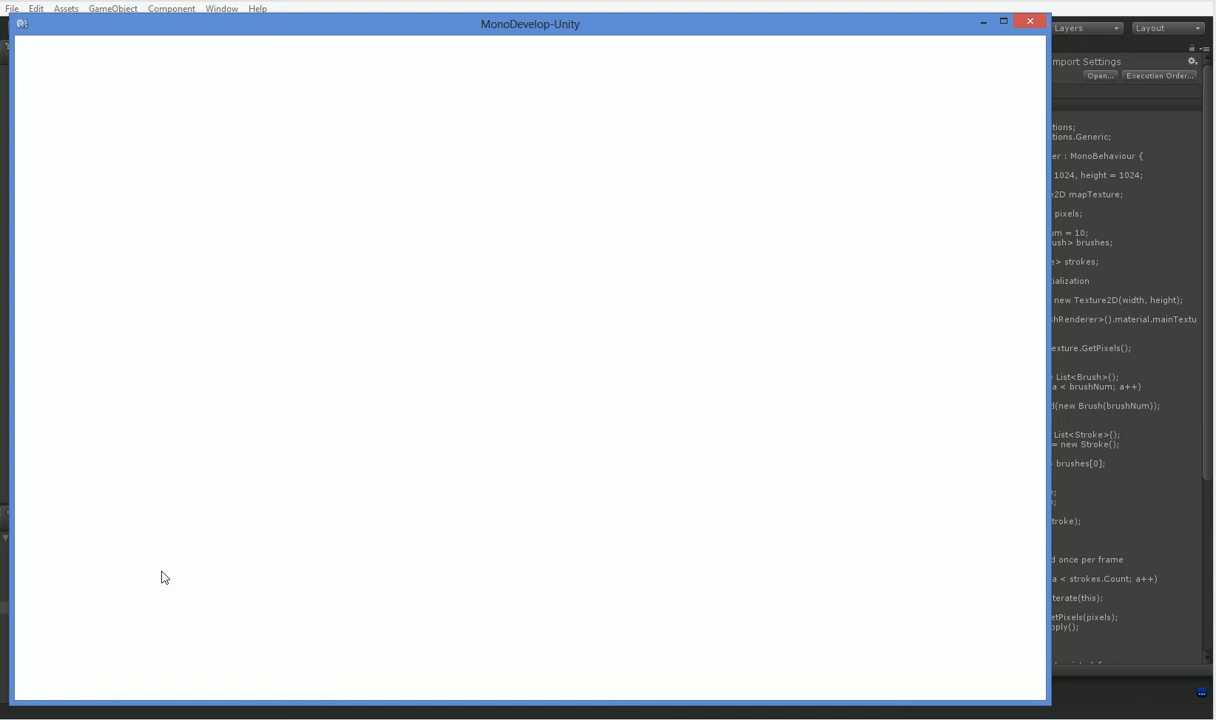 File Edit Assets GameObject Component Window Help
MonoDevelop-Unity
Layers Layout
mport Settings
Open... Execution Order...
tions;
tions.Generic;
er : MonoBehaviour {
1024, height = 1024;
e2D mapTexture;
pixels;
um = 10;
ush> brushes;
e> strokes;
ialization
new Texture2D(width, height);
hRenderer>().material.mainTextu
exture.GetPixels();
List<Brush>();
a < brushNum; a++)
d(new Brush(brushNum));
List<Stroke>();
= new Stroke();
brushes[0];
;
;
troke);
d once per frame
a < strokes.Count; a++)
terate(this);
etPixels(pixels);
pply();